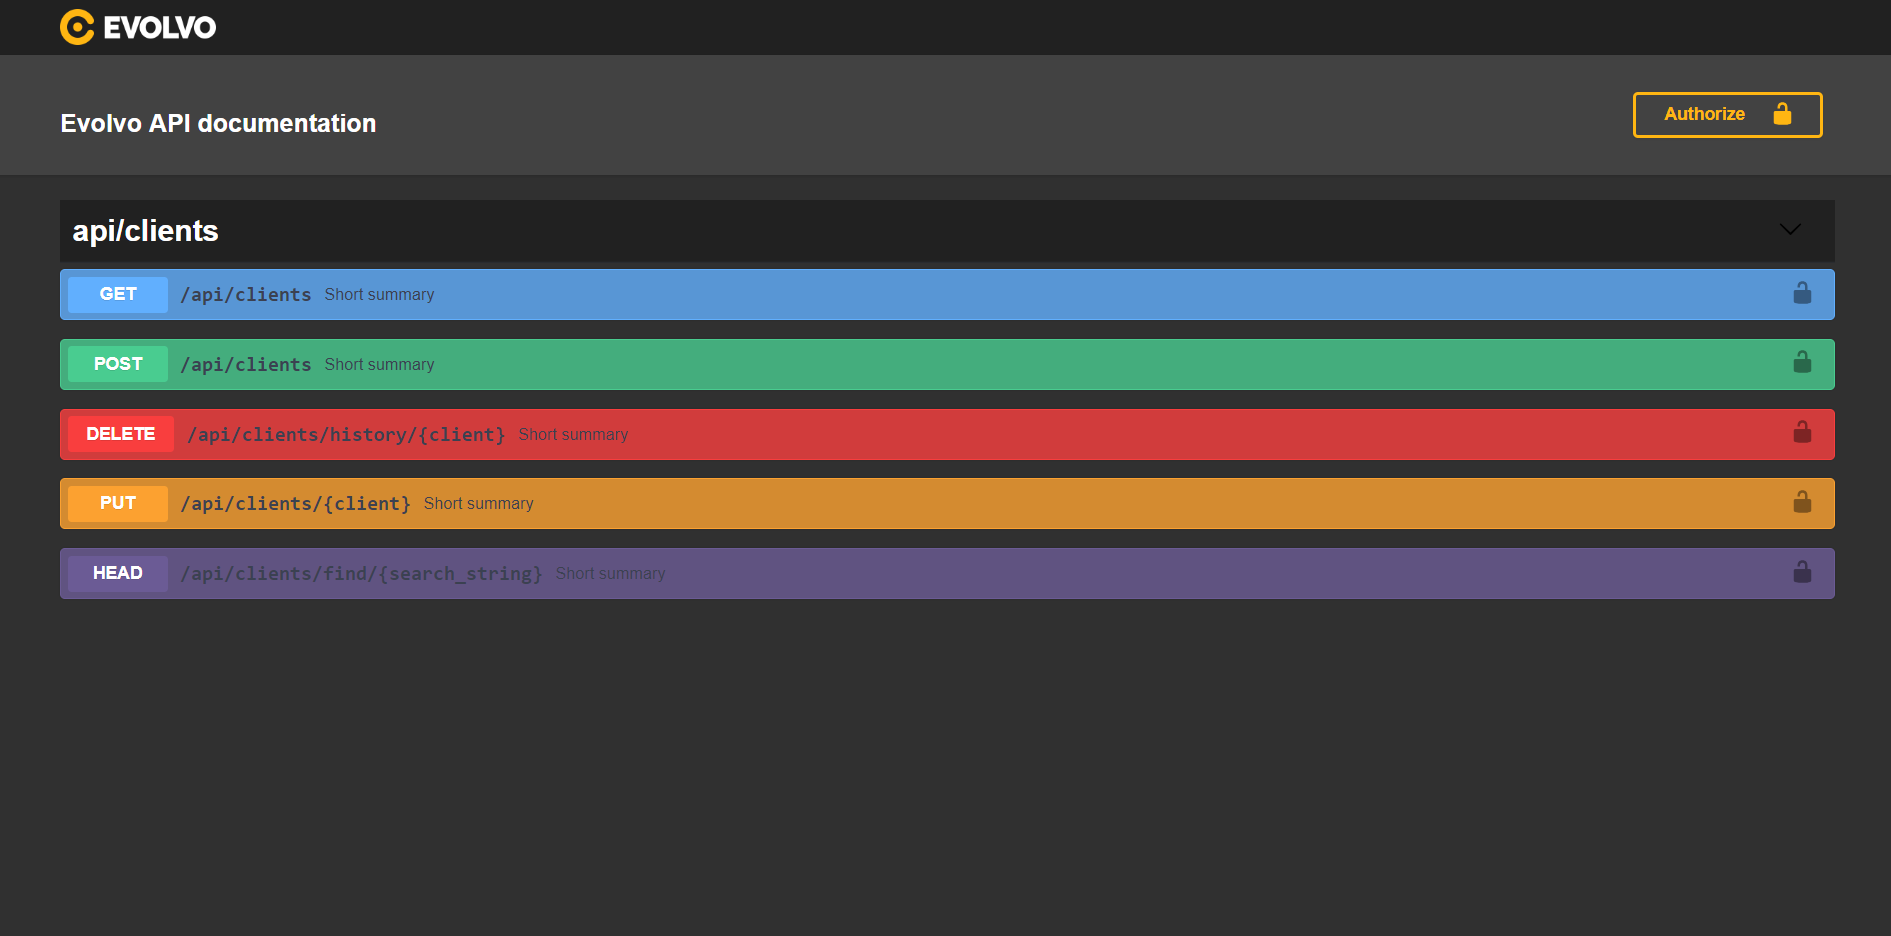 EVOLVO
Evolvo API documentation
Authorize
api/clients
GET /api/clients Short summary
POST /api/clients Short summary
DELETE /api/clients/history/{client} Short summary
PUT /api/clients/{client} Short summary
HEAD /api/clients/find/{search_string} Short summary